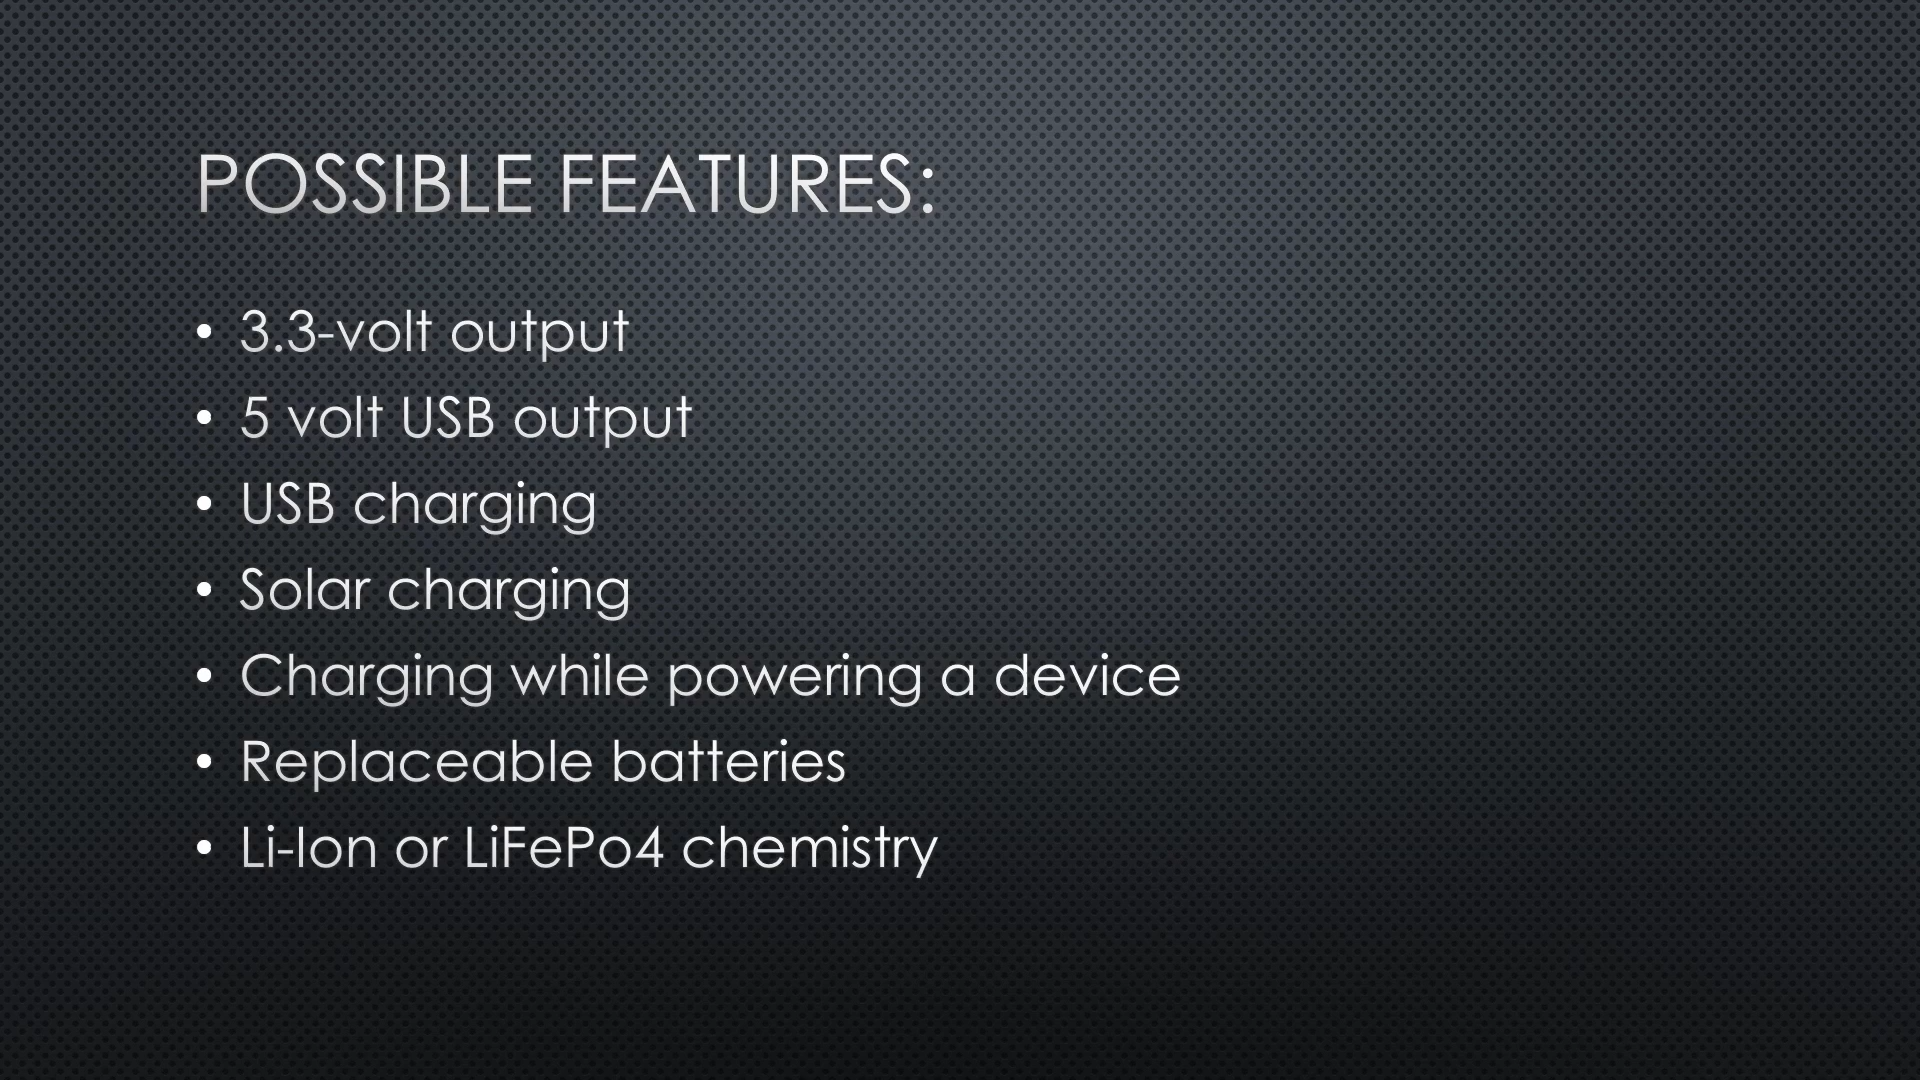 POSSIBLE FEATURES:
• 3.3-volt output
• 5 volt USB output
• USB charging
• Solar charging
• Charging while powering a device
• Replaceable batteries
• Li-Ion or LiFePo4 chemistry